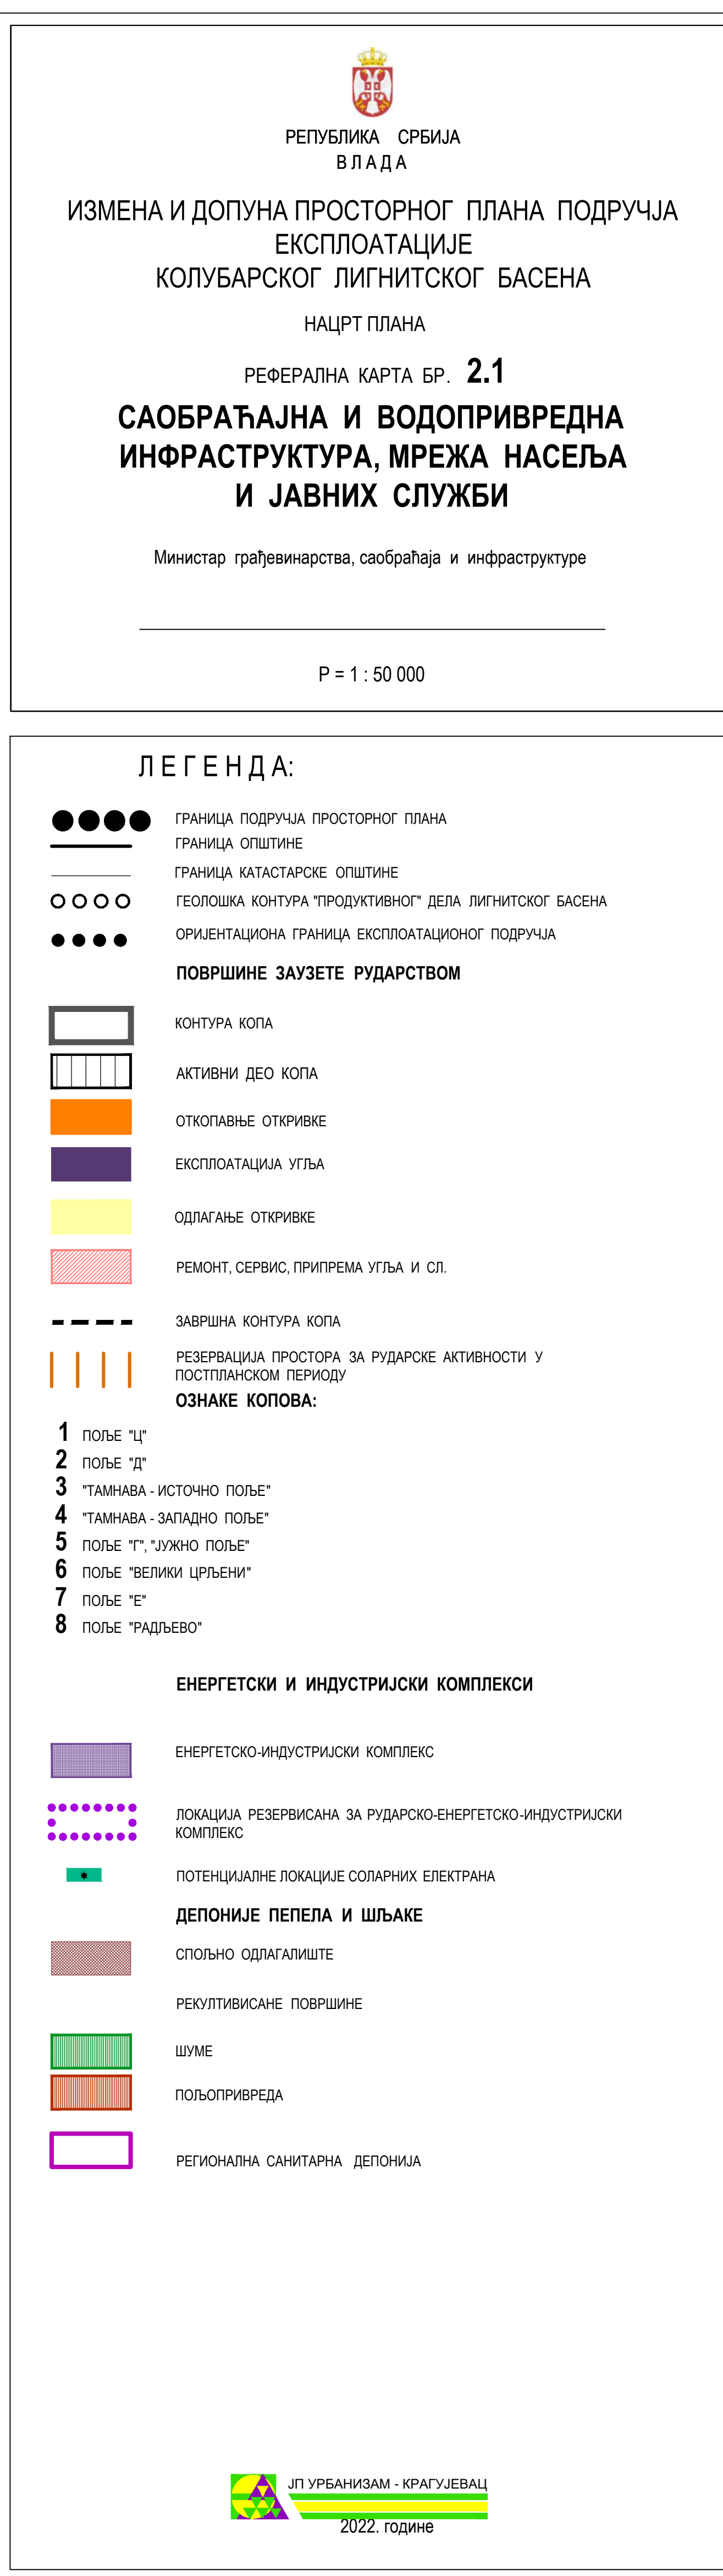 РЕПУБЛИКА СРБИЈА
В Л А Д А
ИЗМЕНА И ДОПУНА ПРОСТОРНОГ ПЛАНА ПОДРУЧЈА
ЕКСПЛОАТАЦИЈЕ
КОЛУБАРСКОГ ЛИГНИТСКОГ БАСЕНА
НАЦРТ ПЛАНА
РЕФЕРАЛНА КАРТА БР. 2.1
САОБРАЋАЈНА И ВОДОПРИВРЕДНА
ИНФРАСТРУКТУРА, МРЕЖА НАСЕЉА
И ЈАВНИХ СЛУЖБИ
Министар грађевинарства, саобраћаја и инфраструктуре
Р = 1 : 50 000
Л Е Г Е Н Д А:
ГРАНИЦА ПОДРУЧЈА ПРОСТОРНОГ ПЛАНА
ГРАНИЦА ОПШТИНЕ
ГРАНИЦА КАТАСТАРСКЕ ОПШТИНЕ
ГЕОЛОШКА КОНТУРА "ПРОДУКТИВНОГ" ДЕЛА ЛИГНИТСКОГ БАСЕНА
ОРИЈЕНТАЦИОНА ГРАНИЦА ЕКСПЛОАТАЦИОНОГ ПОДРУЧЈА
ПОВРШИНЕ ЗАУЗЕТЕ РУДАРСТВОМ
КОНТУРА КОПА
АКТИВНИ ДЕО КОПА
ОТКОПАВЊЕ ОТКРИВКЕ
ЕКСПЛОАТАЦИЈА УГЉА
ОДЛАГАЊЕ ОТКРИВКЕ
РЕМОНТ, СЕРВИС, ПРИПРЕМА УГЉА И СЛ.
ЗАВРШНА КОНТУРА КОПА
РЕЗЕРВАЦИЈА ПРОСТОРА ЗА РУДАРСКЕ АКТИВНОСТИ У
ПОСТПЛАНСКОМ ПЕРИОДУ
ОЗНАКЕ КОПОВА:
1 ПОЉЕ "Ц"
2 ПОЉЕ "Д"
3 "ТАМНАВА - ИСТОЧНО ПОЉЕ"
4 "ТАМНАВА - ЗАПАДНО ПОЉЕ"
5 ПОЉЕ "Г", "ЈУЖНО ПОЉЕ"
6 ПОЉЕ "ВЕЛИКИ ЦРЉЕНИ"
7 ПОЉЕ "Е"
8 ПОЉЕ "РАДЉЕВО"
ЕНЕРГЕТСКИ И ИНДУСТРИЈСКИ КОМПЛЕКСИ
ЕНЕРГЕТСКО-ИНДУСТРИЈСКИ КОМПЛЕКС
ЛОКАЦИЈА РЕЗЕРВИСАНА ЗА РУДАРСКО-ЕНЕРГЕТСКО-ИНДУСТРИЈСКИ
КОМПЛЕКС
ПОТЕНЦИЈАЛНЕ ЛОКАЦИЈЕ СОЛАРНИХ ЕЛЕКТРАНА
ДЕПОНИЈЕ ПЕПЕЛА И ШЉАКЕ
СПОЉНО ОДЛАГАЛИШТЕ
РЕКУЛТИВИСАНЕ ПОВРШИНЕ
ШУМЕ
ПОЉОПРИВРЕДА
РЕГИОНАЛНА САНИТАРНА ДЕПОНИЈА
ЈП УРБАНИЗАМ - КРАГУЈЕВАЦ
2022. године